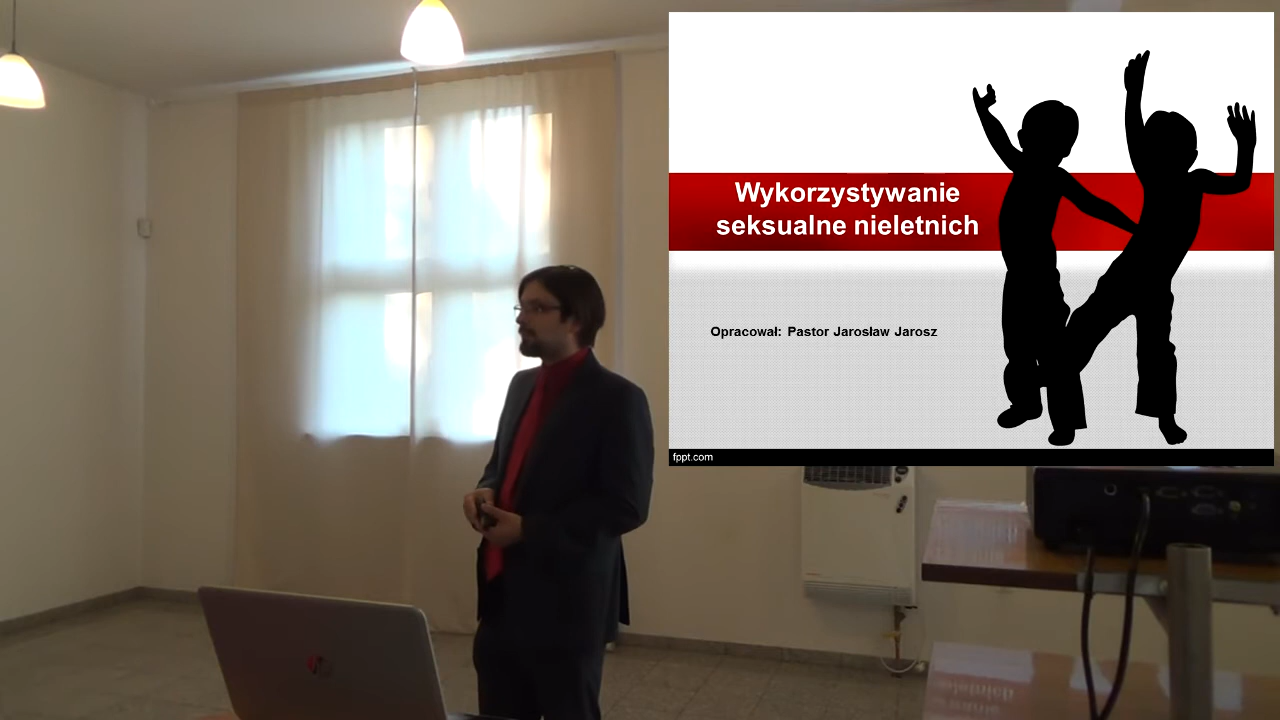 Wykorzystywanie
seksualne nieletnich
Opracował: Pastor Jarosław Jarosz
fppt.com